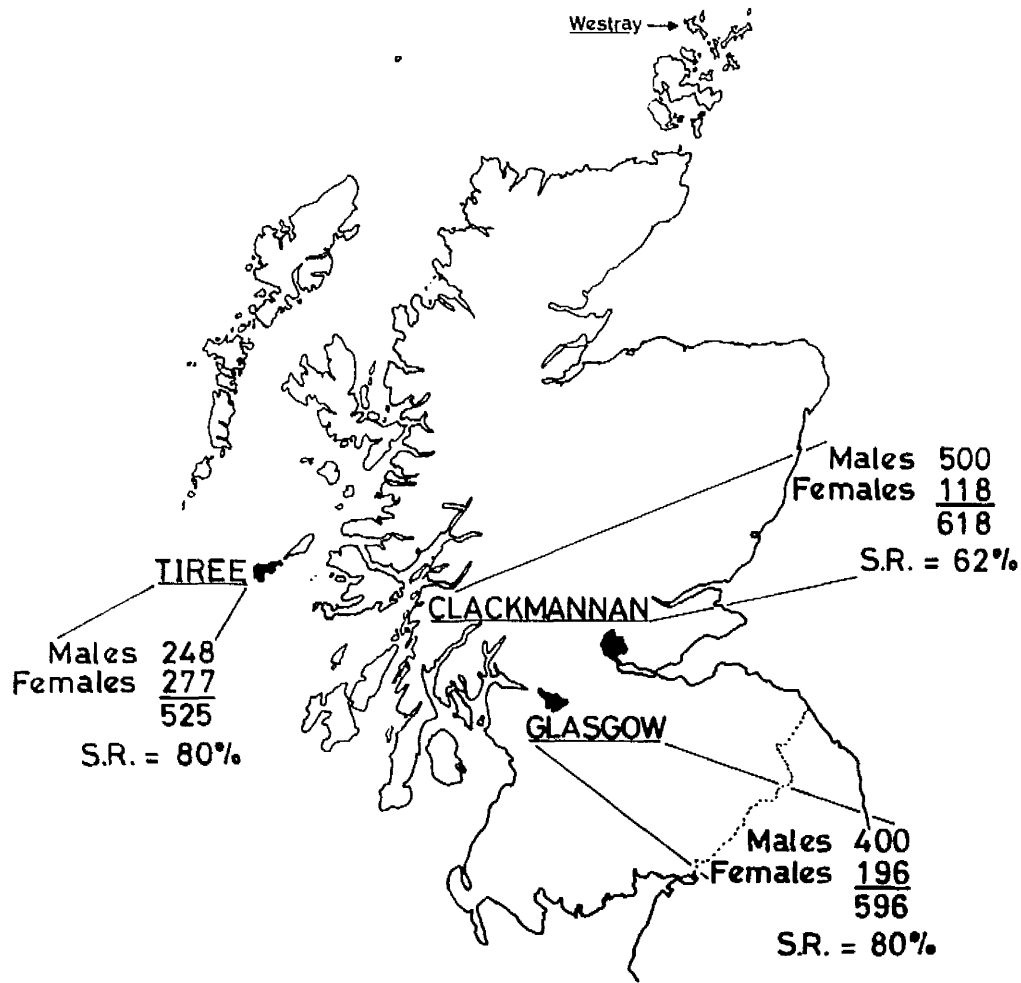 Westray
Males 500
Females 118
618
S.R. = 62%
TIREE
CLACKMANNAN
Males 248
Females 277
525
S.R. = 80%
GLASGOW
Males 400
Females 196
596
S.R. = 80%